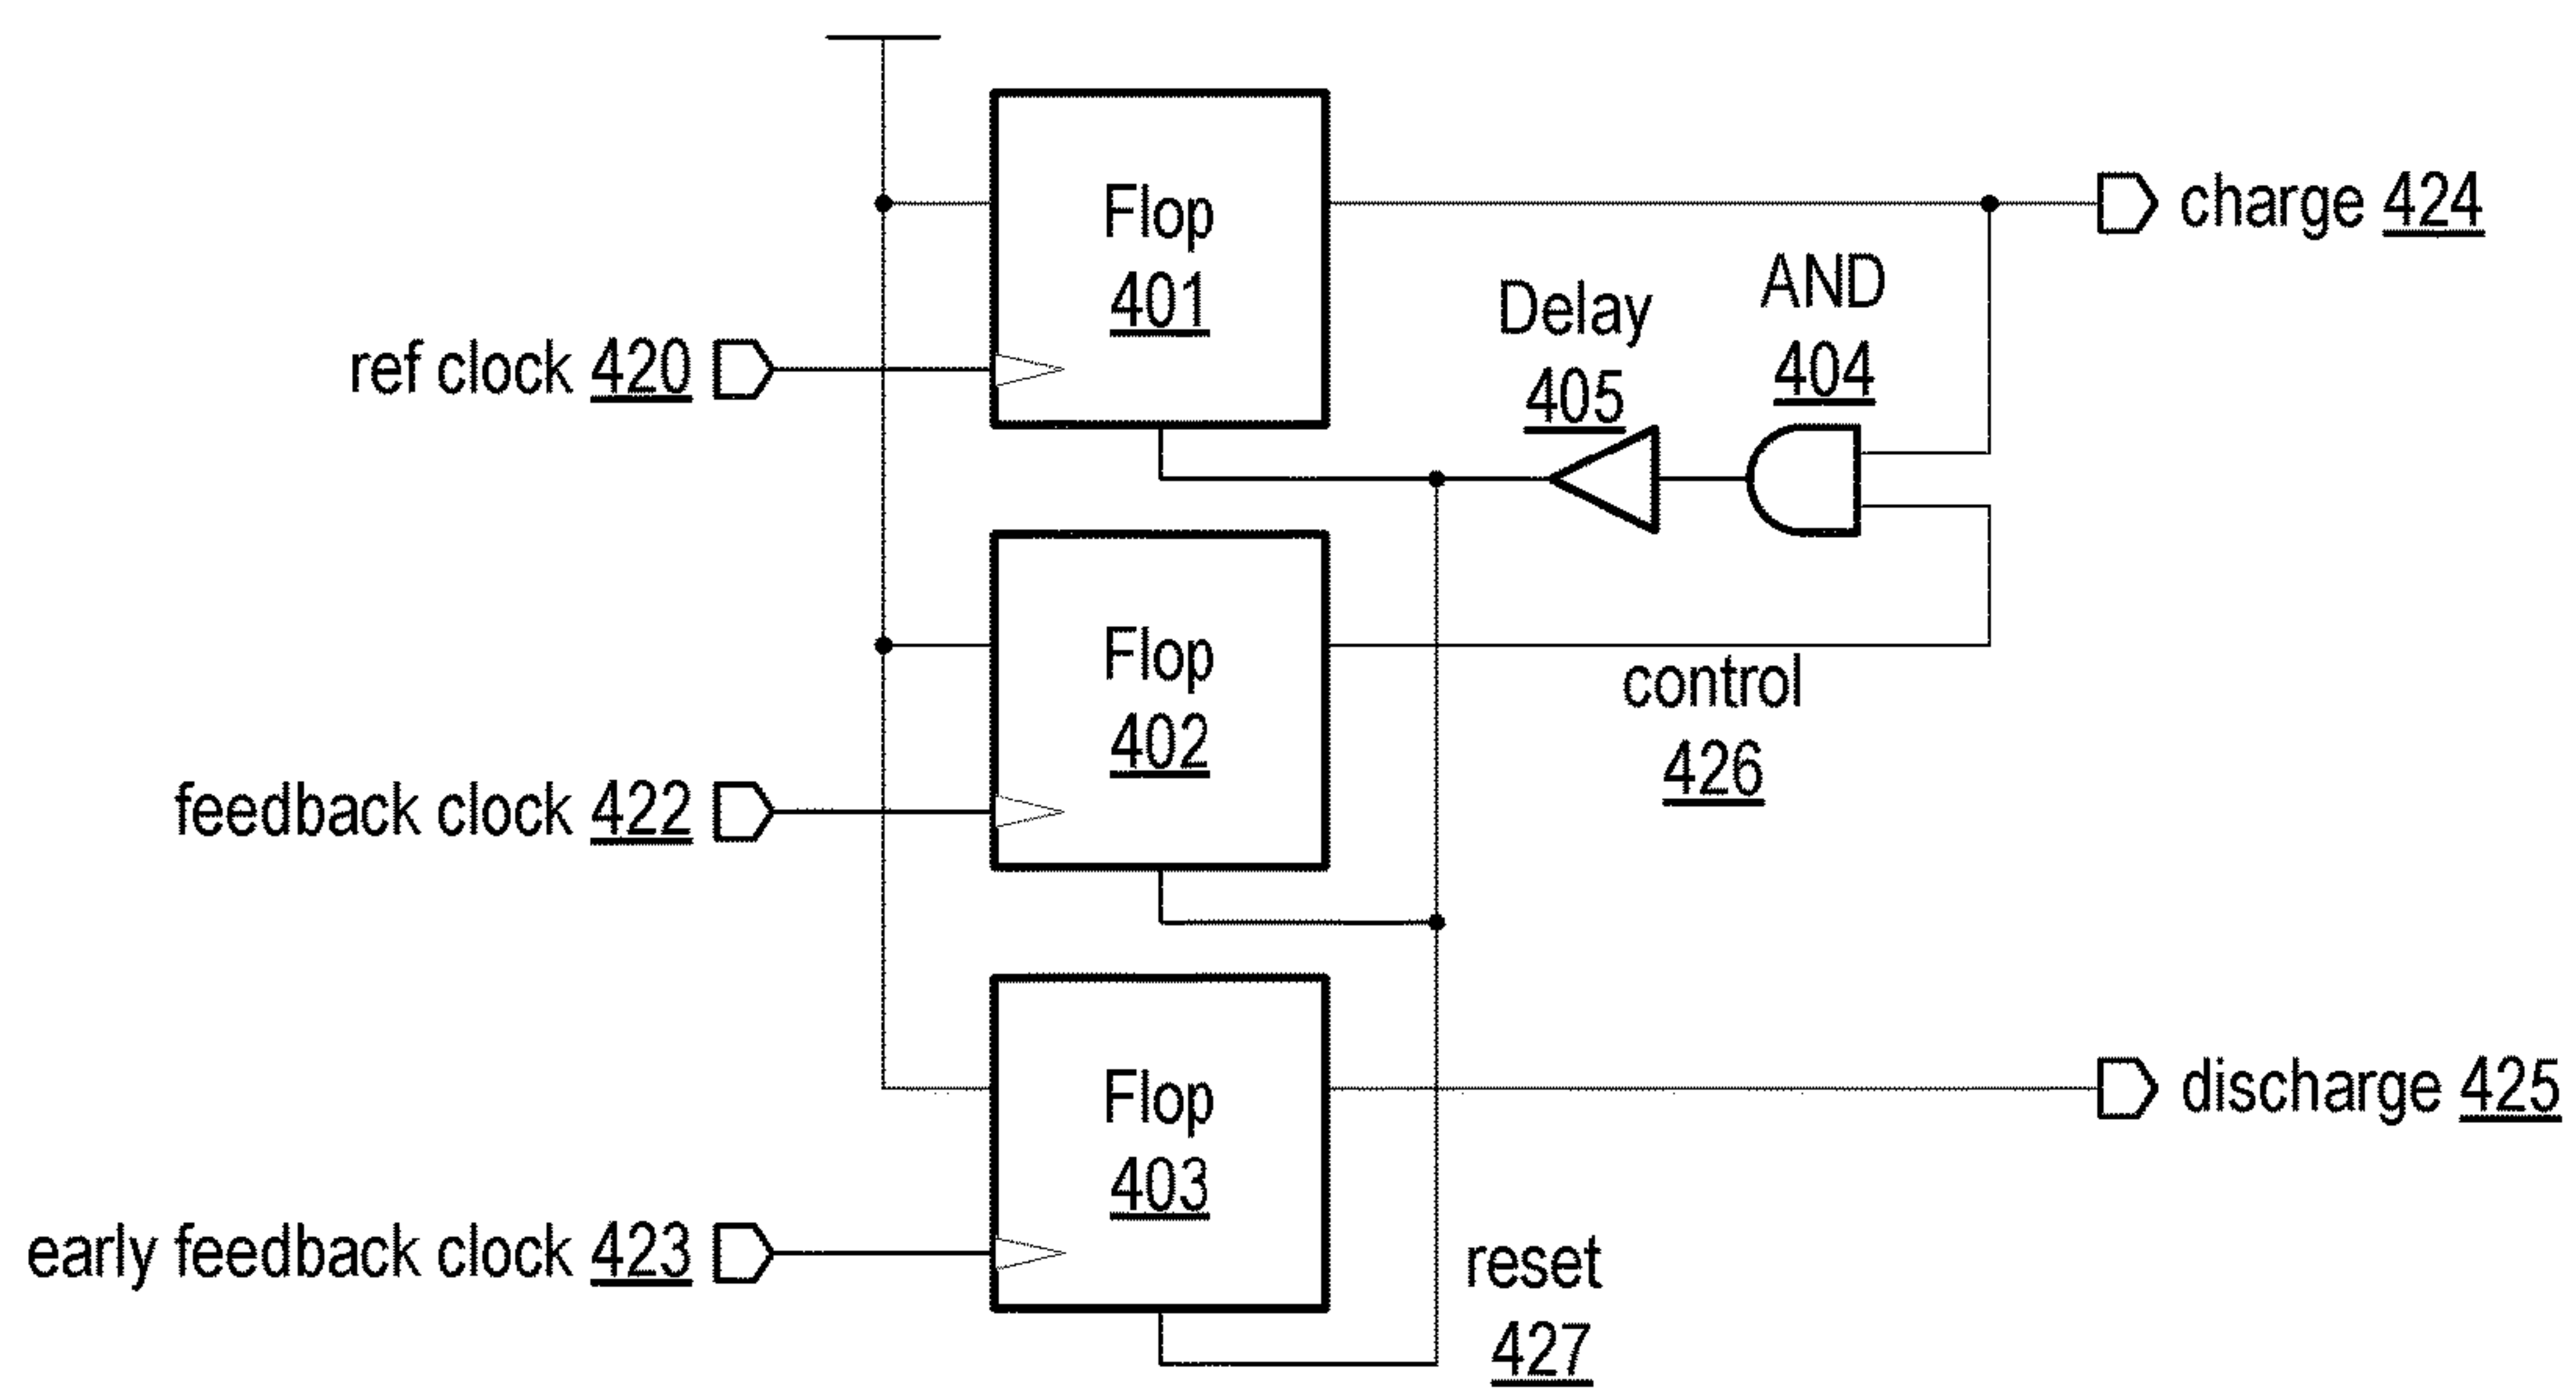 Flop
401
charge 424
AND
404
Delay
405
ref clock 420
Flop
402
control
426
feedback clock 422
Flop
403
discharge 425
early feedback clock 423
reset
427